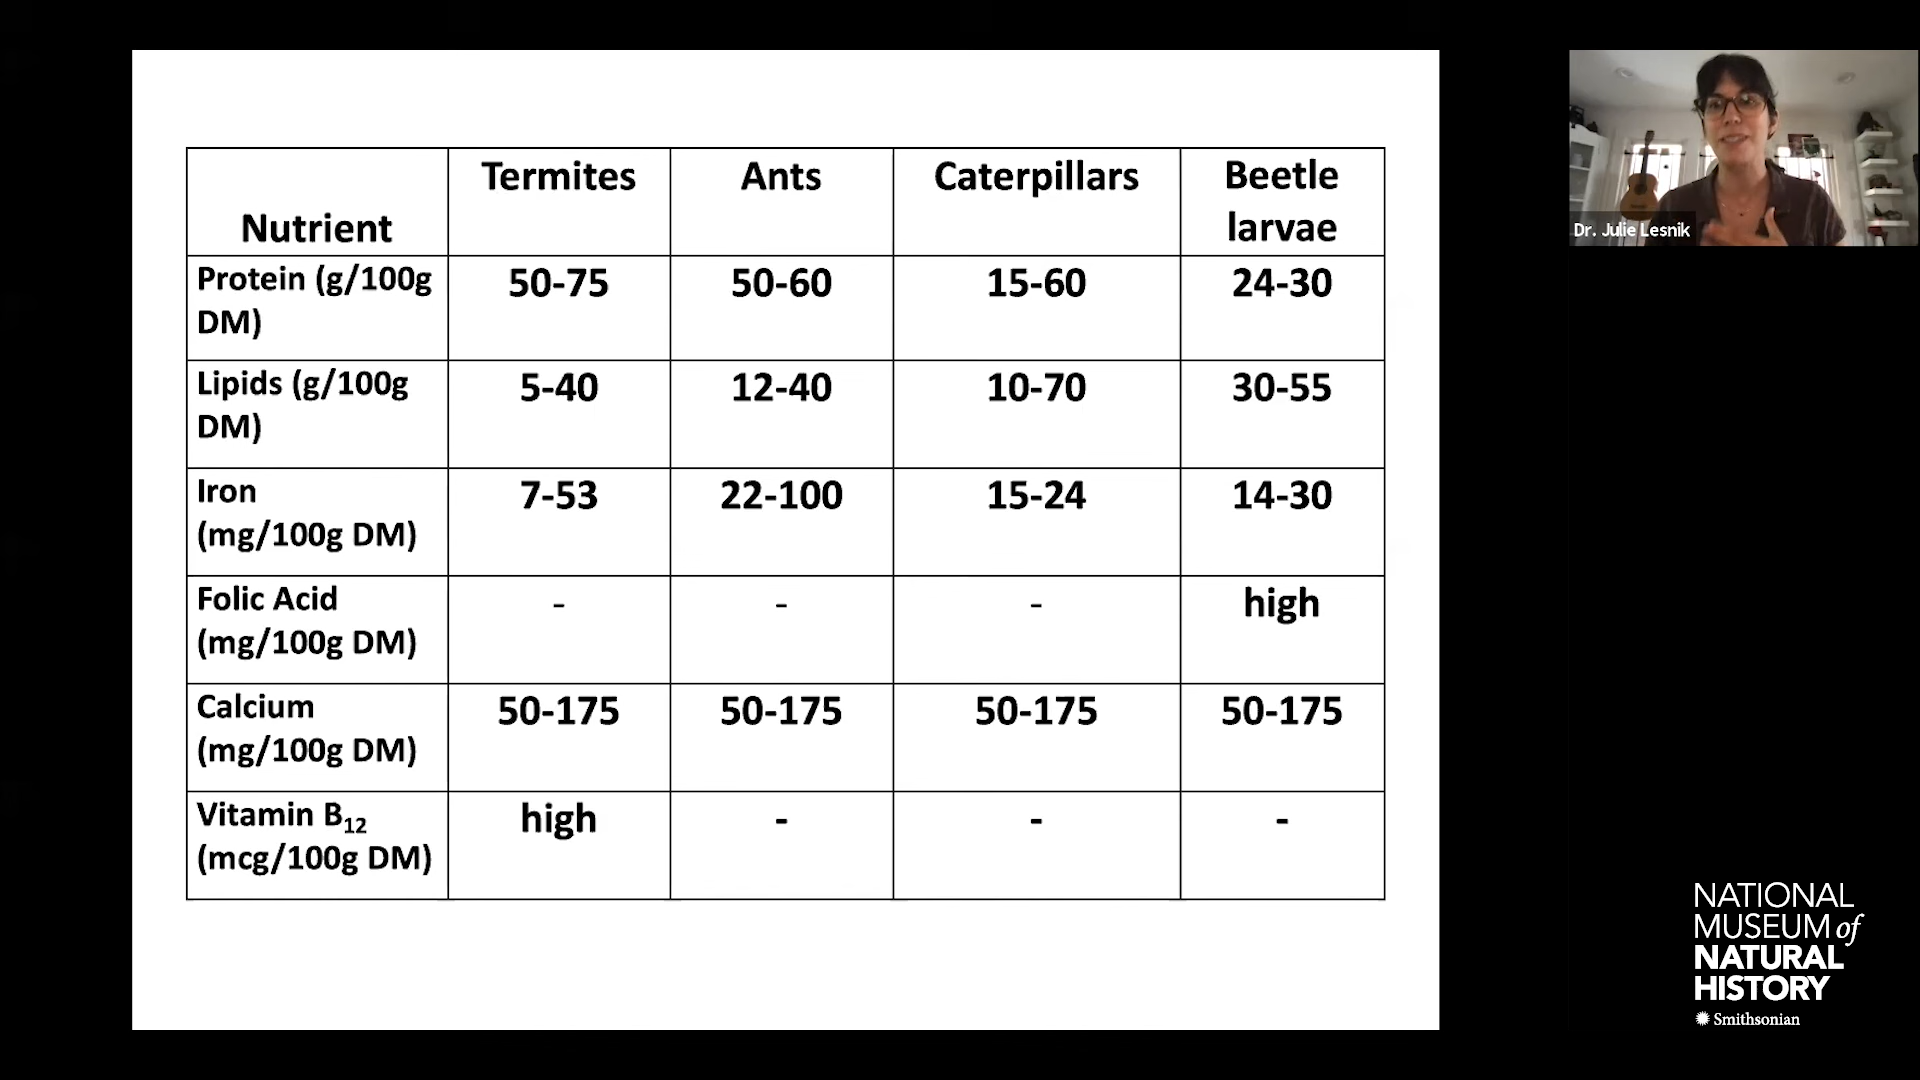 Nutrient Termites Ants Caterpillars Beetle larvae
Protein (g/100g DM) 50-75 50-60 15-60 24-30
Lipids (g/100g DM) 5-40 12-40 10-70 30-55
Iron (mg/100g DM) 7-53 22-100 15-24 14-30
Folic Acid (mg/100g DM) - - - high
Calcium (mg/100g DM) 50-175 50-175 50-175 50-175
Vitamin B₁₂ (mcg/100g DM) high - - -
Dr. Julie Lesnik
NATIONAL
MUSEUM of
NATURAL
HISTORY
Smithsonian